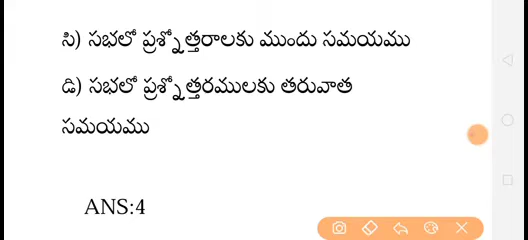 సి) సభలో ప్రశ్నోత్తరాలకు ముందు సమయము
డి) సభలో ప్రశ్నోత్తరములకు తరువాత
సమయము
ANS:4